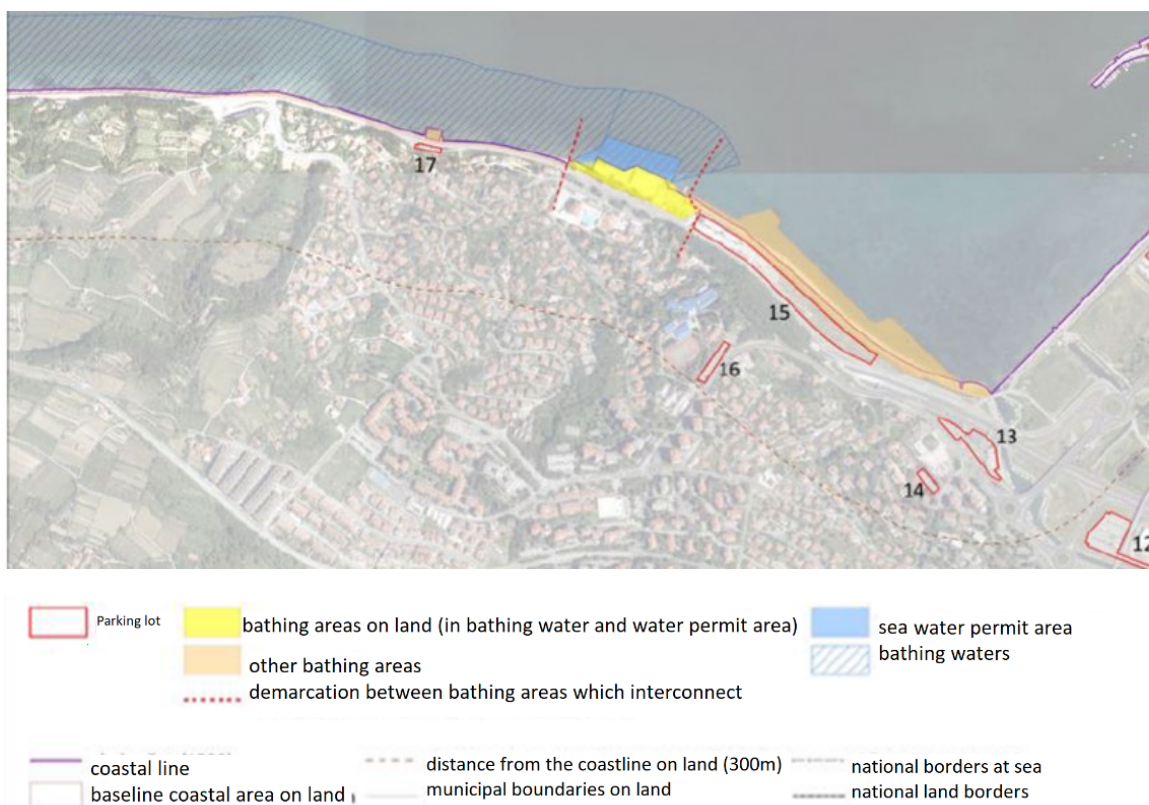 17
15
16
13
14
12
Parking lot
bathing areas on land (in bathing water and water permit area)
sea water permit area
other bathing areas
bathing waters
demarcation between bathing areas which interconnect
coastal line
distance from the coastline on land (300m)
national borders at sea
baseline coastal area on land
municipal boundaries on land
national land borders